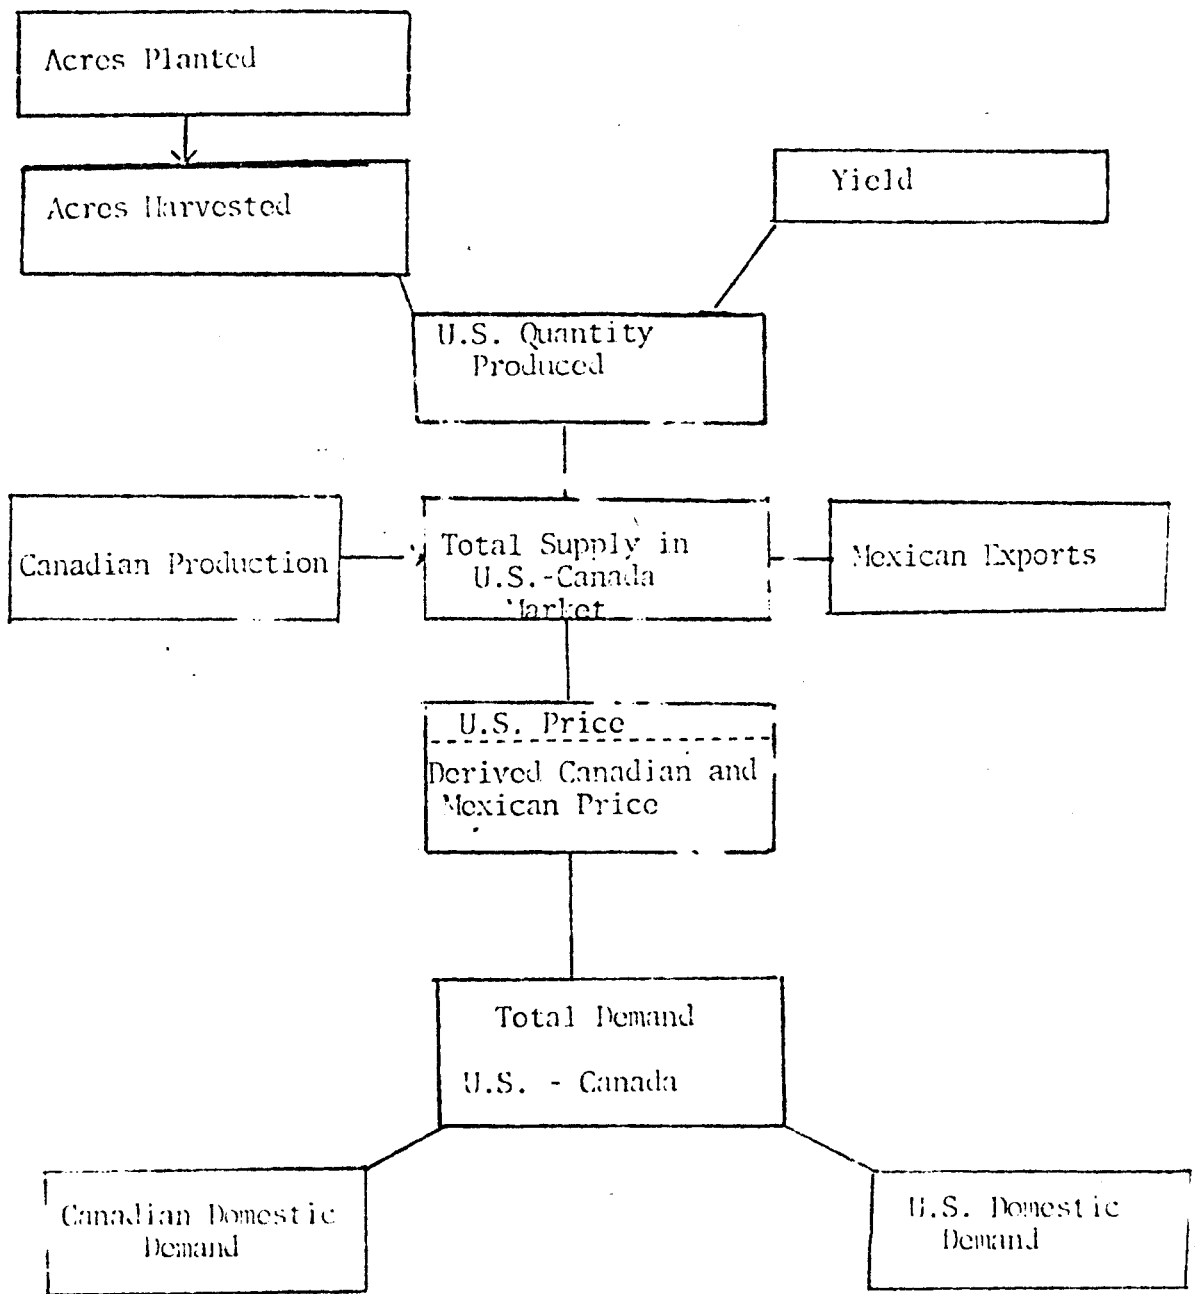 Acres Planted
Acres Harvested
Yield
U.S. Quantity
Produced
Canadian Production
Total Supply in
U.S.-Canada
Market
Mexican Exports
U.S. Price
Derived Canadian and
Mexican Price
Total Demand
U.S. - Canada
Canadian Domestic
Demand
U.S. Domestic
Demand